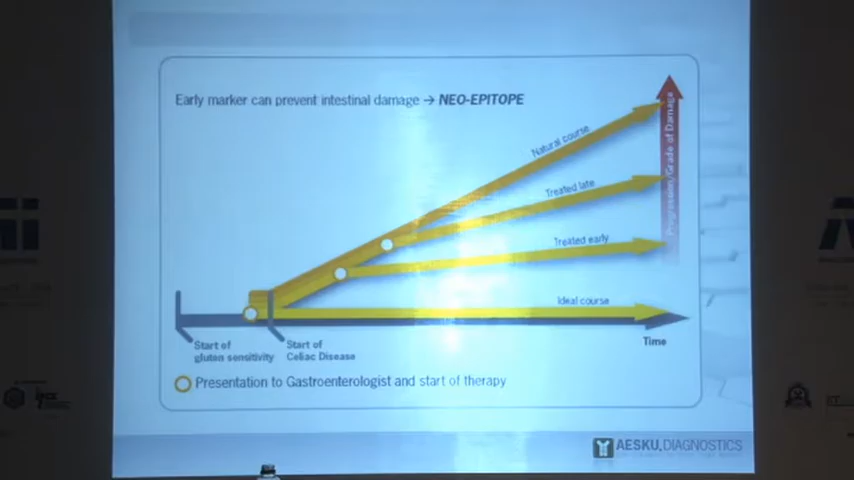 Early marker can prevent intestinal damage → NEO-EPITOPE
Natural course
Treated late
Treated early
Ideal course
Progression/Grade of Damage
Start of
gluten sensitivity
Start of
Celiac Disease
Time
Presentation to Gastroenterologist and start of therapy
AESKU.DIAGNOSTICS